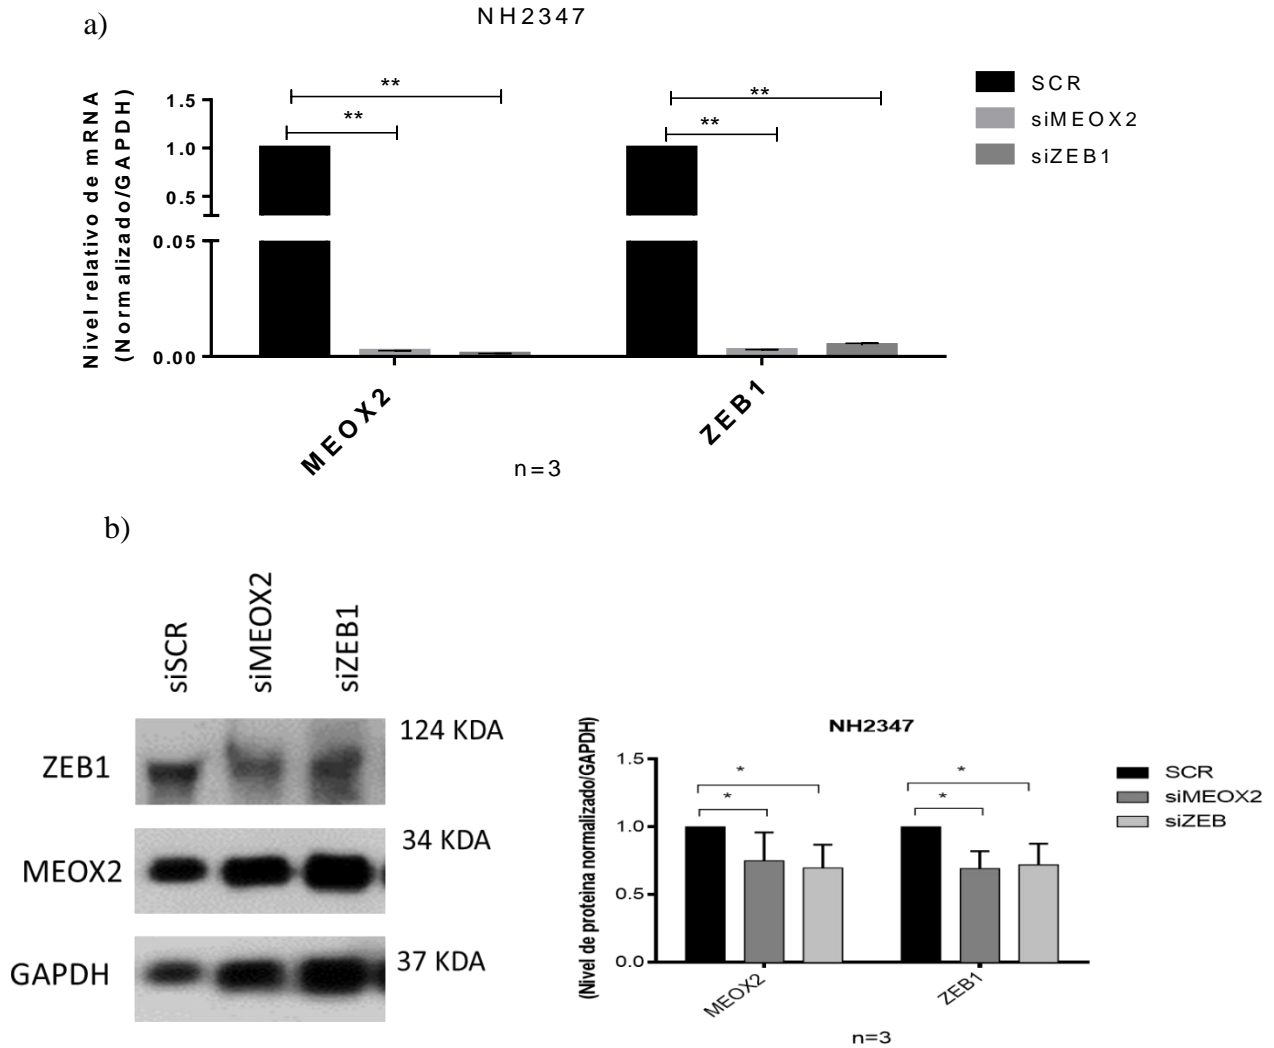 a)
NH2347
Nivel relativo de mRNA
(Normalizado/GAPDH)
1.5
1.0
0.5
0.05
0.00
**
**
**
**
SCR
siMEOX2
siZEB1
MEOX2
ZEB1
n=3
b)
siSCR
siMEOX2
siZEB1
ZEB1
124 KDA
MEOX2
34 KDA
GAPDH
37 KDA
NH2347
(Nivel de proteina normalizado/GAPDH)
1.5
1.0
0.5
0.0
*
*
*
*
SCR
siMEOX2
siZEB
MEOX2
ZEB1
n=3